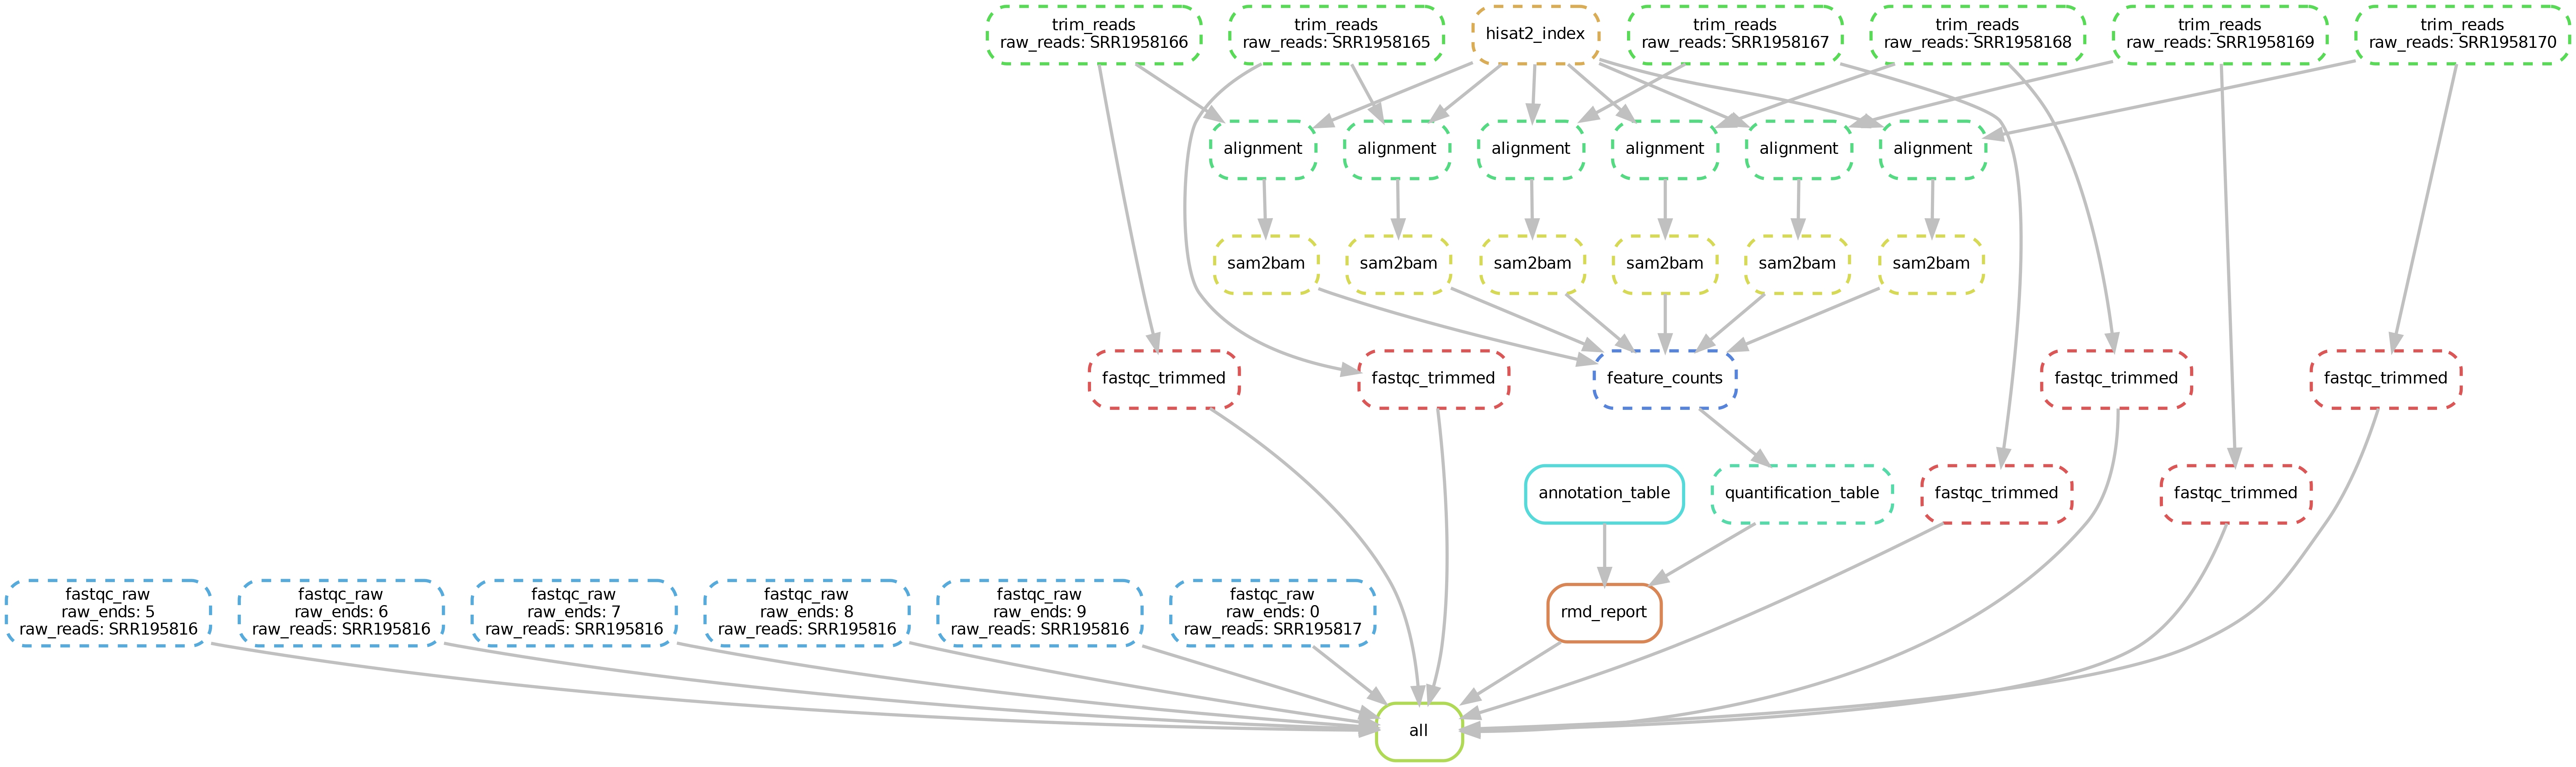 trim_reads
raw_reads: SRR1958166
trim_reads
raw_reads: SRR1958165
hisat2_index
trim_reads
raw_reads: SRR1958167
trim_reads
raw_reads: SRR1958168
trim_reads
raw_reads: SRR1958169
trim_reads
raw_reads: SRR1958170
alignment
alignment
alignment
alignment
alignment
alignment
sam2bam
sam2bam
sam2bam
sam2bam
sam2bam
sam2bam
fastqc_trimmed
fastqc_trimmed
feature_counts
fastqc_trimmed
fastqc_trimmed
annotation_table
quantification_table
fastqc_trimmed
fastqc_trimmed
fastqc_raw
raw_ends: 5
raw_reads: SRR195816
fastqc_raw
raw_ends: 6
raw_reads: SRR195816
fastqc_raw
raw_ends: 7
raw_reads: SRR195816
fastqc_raw
raw_ends: 8
raw_reads: SRR195816
fastqc_raw
raw_ends: 9
raw_reads: SRR195816
fastqc_raw
raw_ends: 0
raw_reads: SRR195817
rmd_report
all